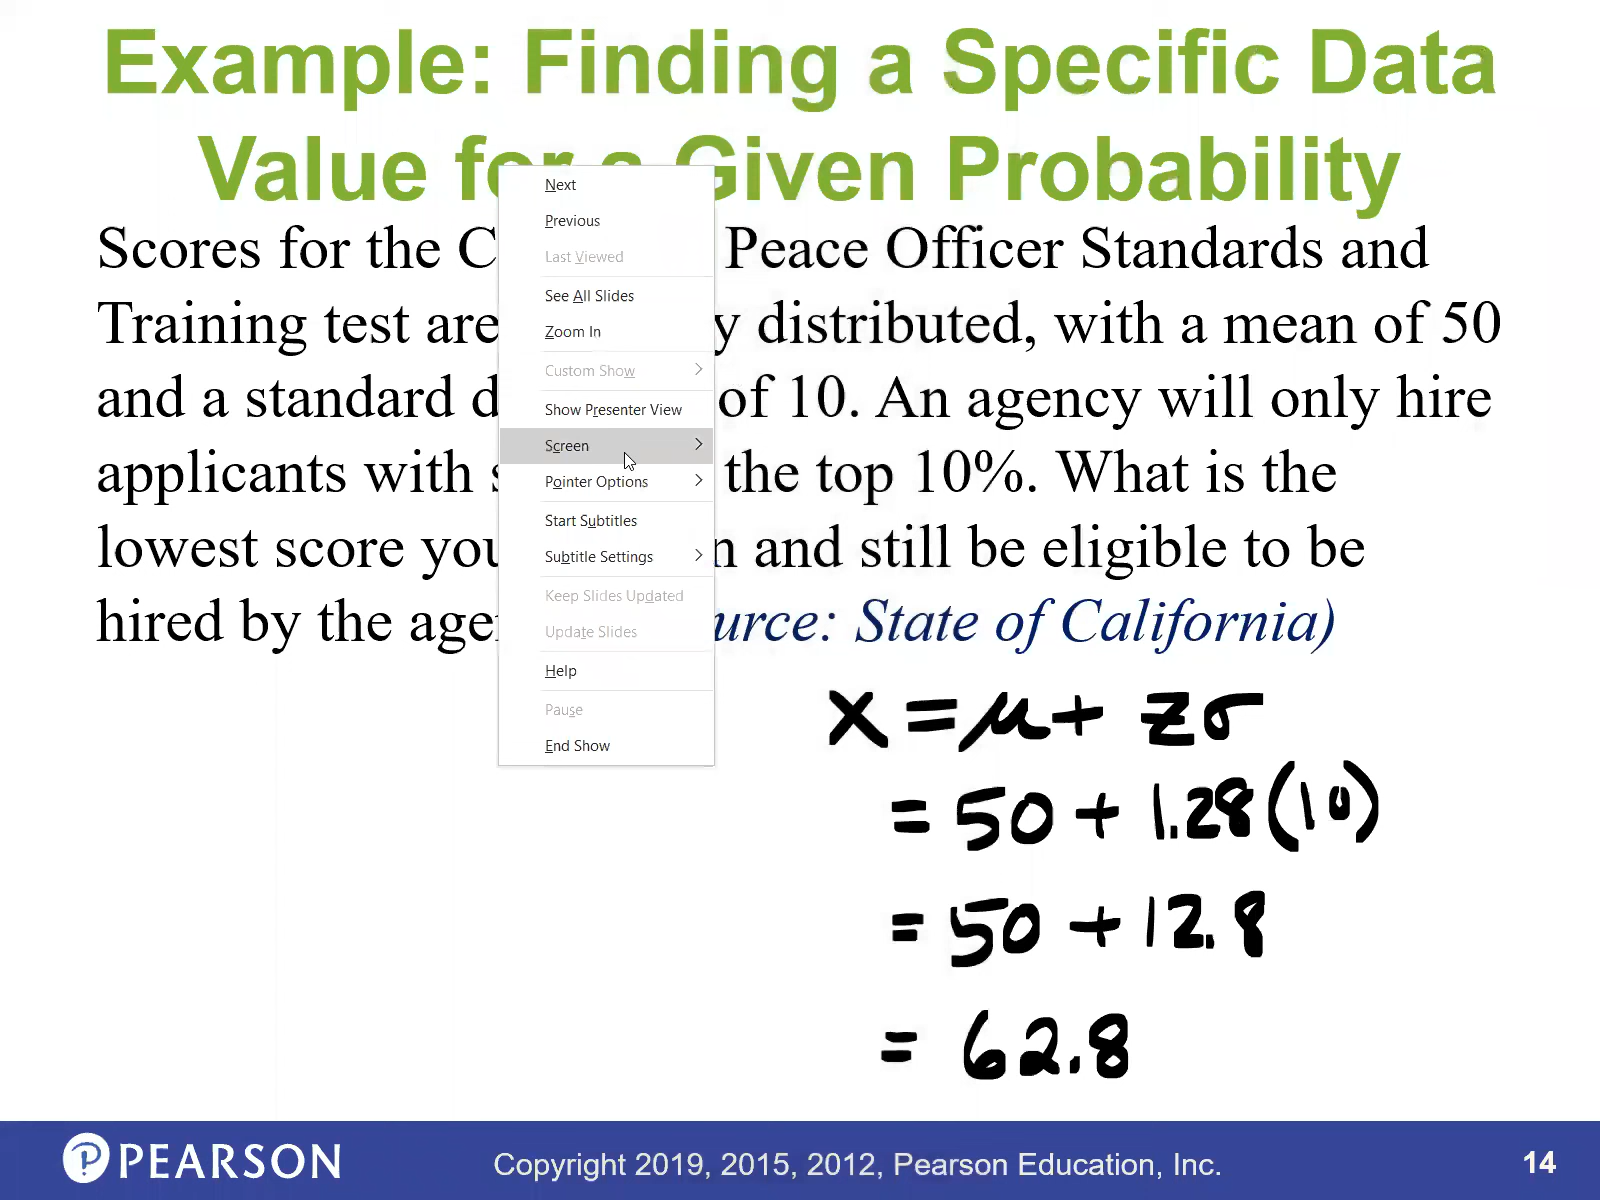 Example: Finding a Specific Data
Value for a Given Probability
Scores for the C Peace Officer Standards and
Training test are y distributed, with a mean of 50
and a standard d of 10. An agency will only hire
applicants with s the top 10%. What is the
lowest score you n and still be eligible to be
hired by the age urce: State of California)
Next
Previous
Last Viewed
See All Slides
Zoom In
Custom Show
Show Presenter View
Screen
Pointer Options
Start Subtitles
Subtitle Settings
Keep Slides Updated
Update Slides
Help
Pause
End Show
x = μ + zσ
= 50 + 1.28(10)
= 50 + 12.8
= 62.8
PEARSON
Copyright 2019, 2015, 2012, Pearson Education, Inc.
14